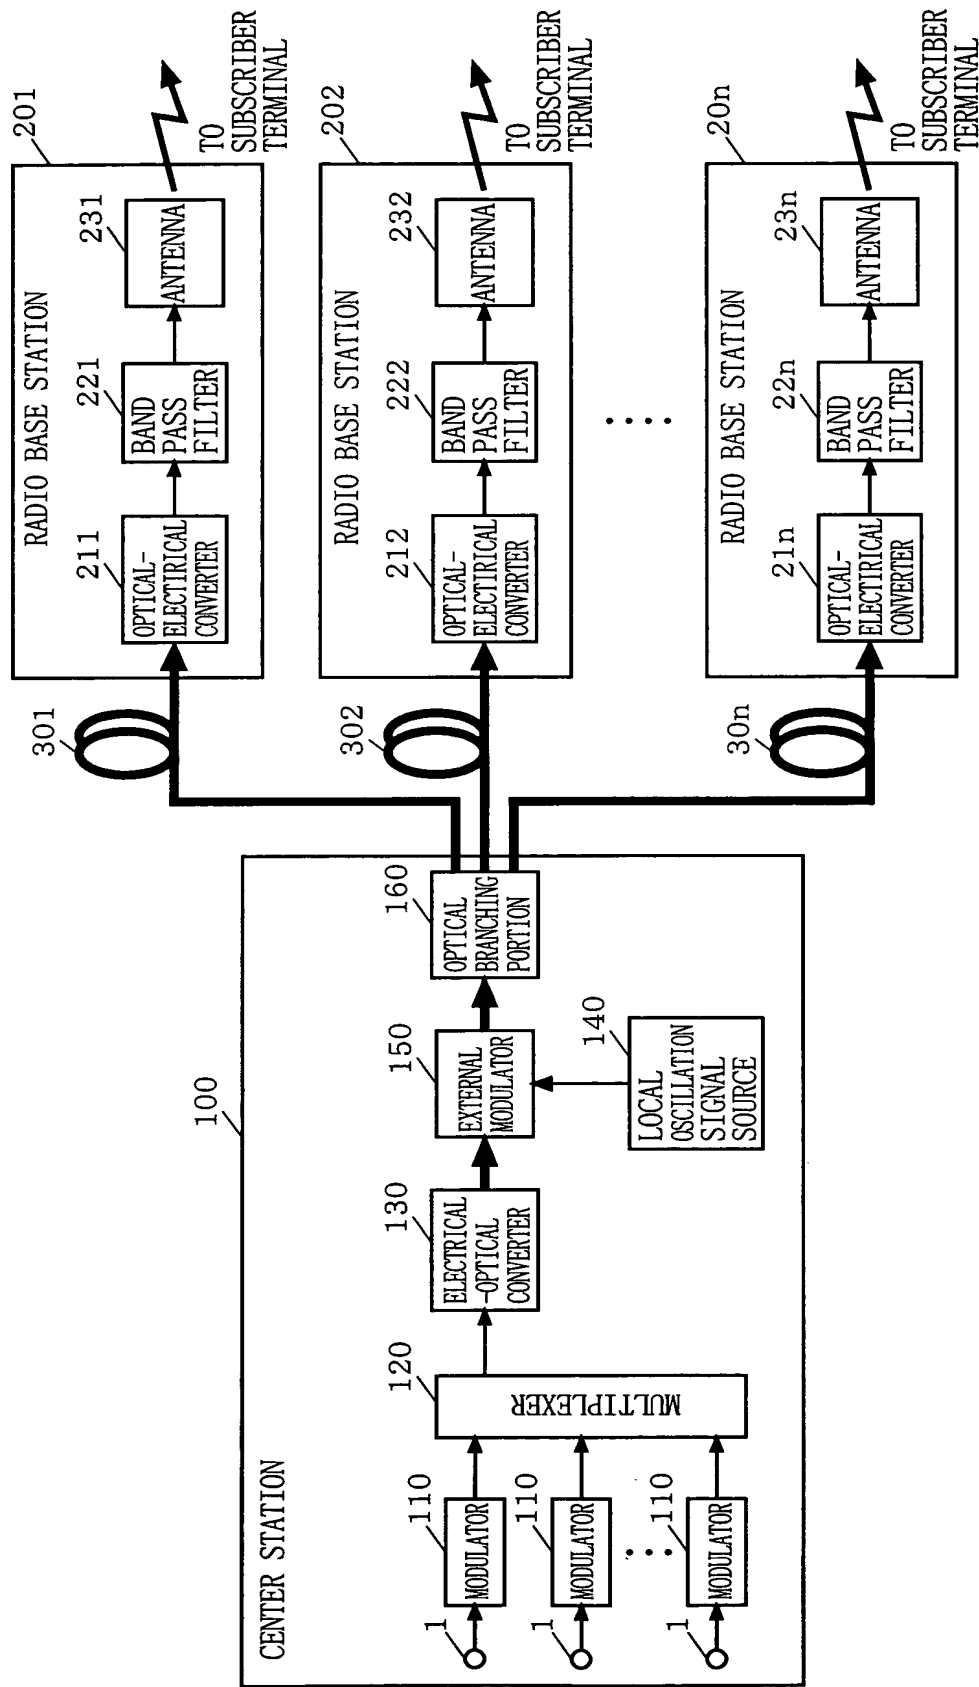 CENTER STATION
100
1
110
MODULATOR
1
110
MODULATOR
....
1
110
MODULATOR
120
MULTIPLEXER
130
ELECTRICAL
-OPTICAL
CONVERTER
150
EXTERNAL
MODULATOR
140
LOCAL
OSCILLATION
SIGNAL
SOURCE
160
OPTICAL
BRANCHING
PORTION
301
302
30n
201
RADIO BASE STATION
211
OPTICAL-
ELECTIRICAL
CONVERTER
221
BAND
PASS
FILTER
231
ANTENNA
TO
SUBSCRIBER
TERMINAL
202
RADIO BASE STATION
212
OPTICAL-
ELECTRICAL
CONVERTER
222
BAND
PASS
FILTER
232
ANTENNA
TO
SUBSCRIBER
TERMINAL
....
20n
RADIO BASE STATION
21n
OPTICAL-
ELECTRICAL
CONVERTER
22n
BAND
PASS
FILTER
23n
ANTENNA
TO
SUBSCRIBER
TERMINAL